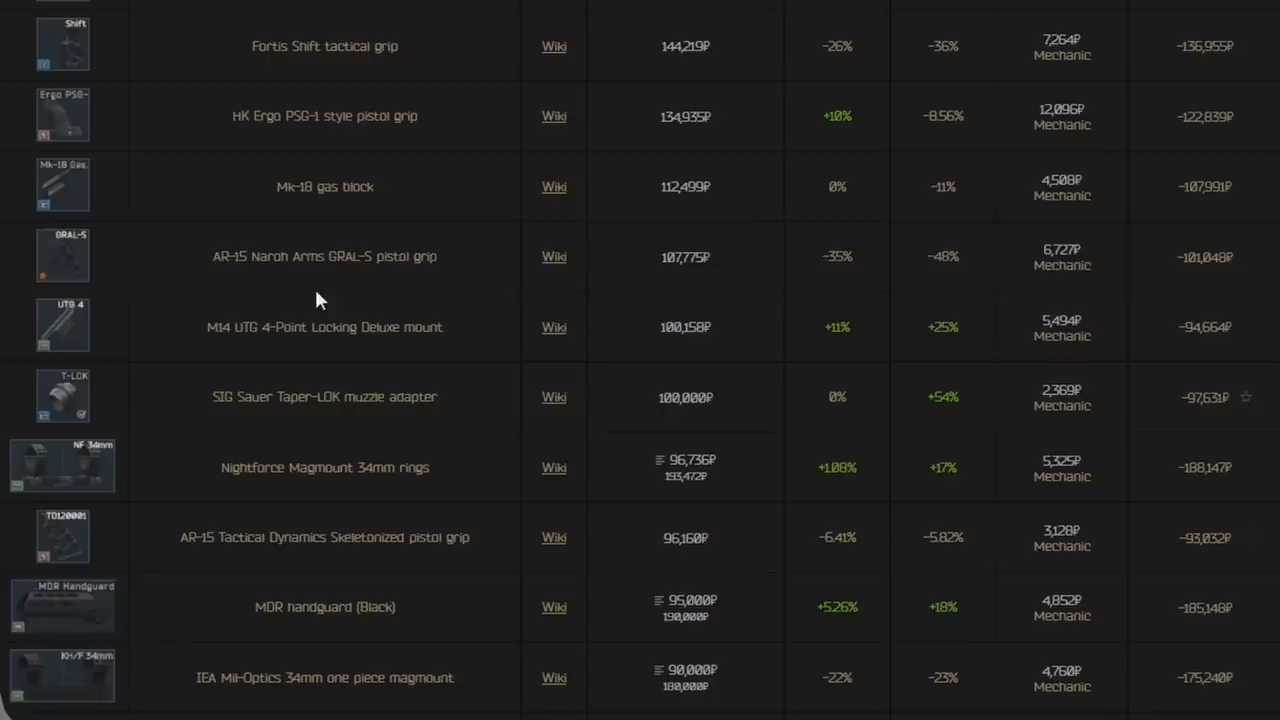 Shift
Fortis Shift tactical grip Wiki 144,219₽ -26% -36% 7,264₽ Mechanic -136,955₽
Ergo PSG-
HK Ergo PSG-1 style pistol grip Wiki 134,935₽ +10% -8.56% 12,096₽ Mechanic -122,839₽
Mk-18 Gas.
Mk-18 gas block Wiki 112,499₽ 0% -11% 4,508₽ Mechanic -107,991₽
GRAL-S
AR-15 Naroh Arms GRAL-S pistol grip Wiki 107,775₽ -35% -48% 6,727₽ Mechanic -101,048₽
UTG 4
M14 UTG 4-Point Locking Deluxe mount Wiki 100,158₽ +11% +25% 5,494₽ Mechanic -94,664₽
T-LOK
SIG Sauer Taper-LOK muzzle adapter Wiki 100,000₽ 0% +54% 2,369₽ Mechanic -97,631₽
NF 34mm
Nightforce Magmount 34mm rings Wiki 96,736₽ 193,472₽ +1.08% +17% 5,325₽ Mechanic -188,147₽
TD120001
AR-15 Tactical Dynamics Skeletonized pistol grip Wiki 96,160₽ -6.41% -5.82% 3,128₽ Mechanic -93,032₽
MDR Handguard
MDR handguard (Black) Wiki 95,000₽ 190,000₽ +5.26% +18% 4,852₽ Mechanic -185,148₽
KH/F 34mm
IEA Mil-Optics 34mm one piece magmount Wiki 90,000₽ 180,000₽ -22% -23% 4,760₽ Mechanic -175,240₽